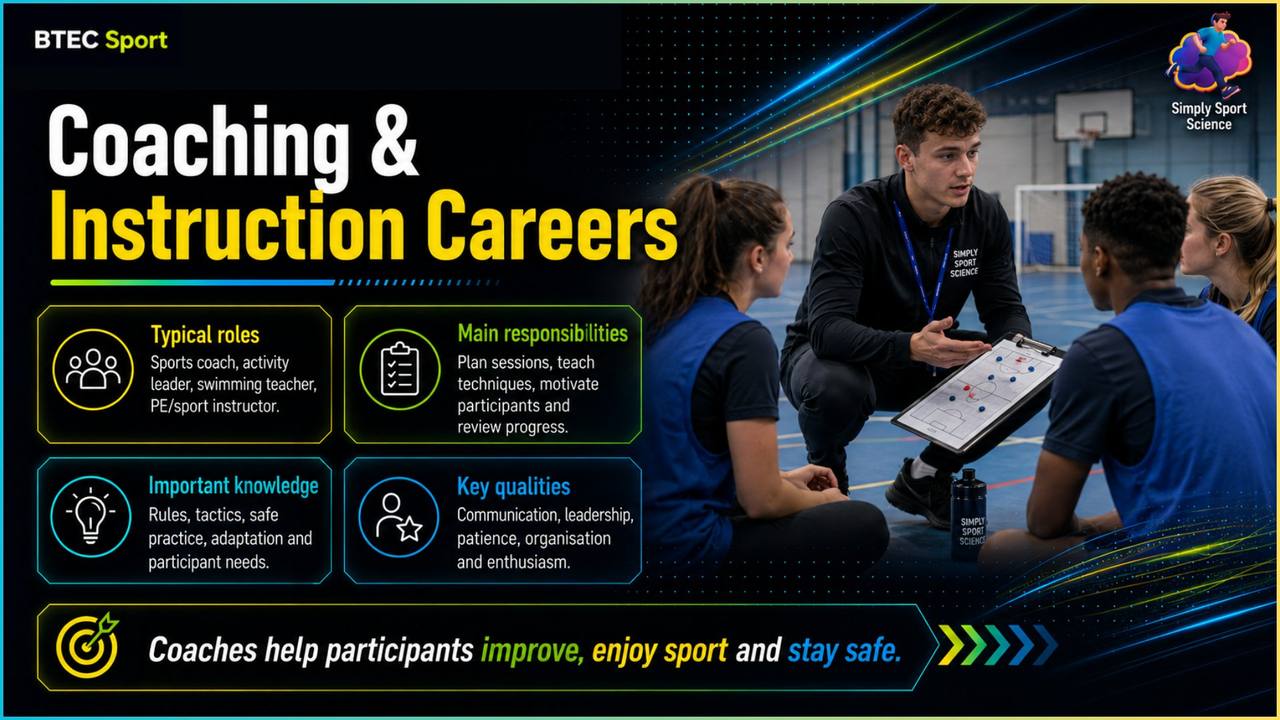 BTEC Sport
Simply Sport
Science
Coaching &
Instruction Careers
Typical roles
Sports coach, activity
leader, swimming teacher,
PE/sport instructor.
Main responsibilities
Plan sessions, teach
techniques, motivate
participants and
review progress.
Important knowledge
Rules, tactics, safe
practice, adaptation and
participant needs.
Key qualities
Communication, leadership,
patience, organisation
and enthusiasm.
Coaches help participants improve, enjoy sport and stay safe.
SIMPLY
SPORT
SCIENCE
SIMPLY
SPORT
SCIENCE